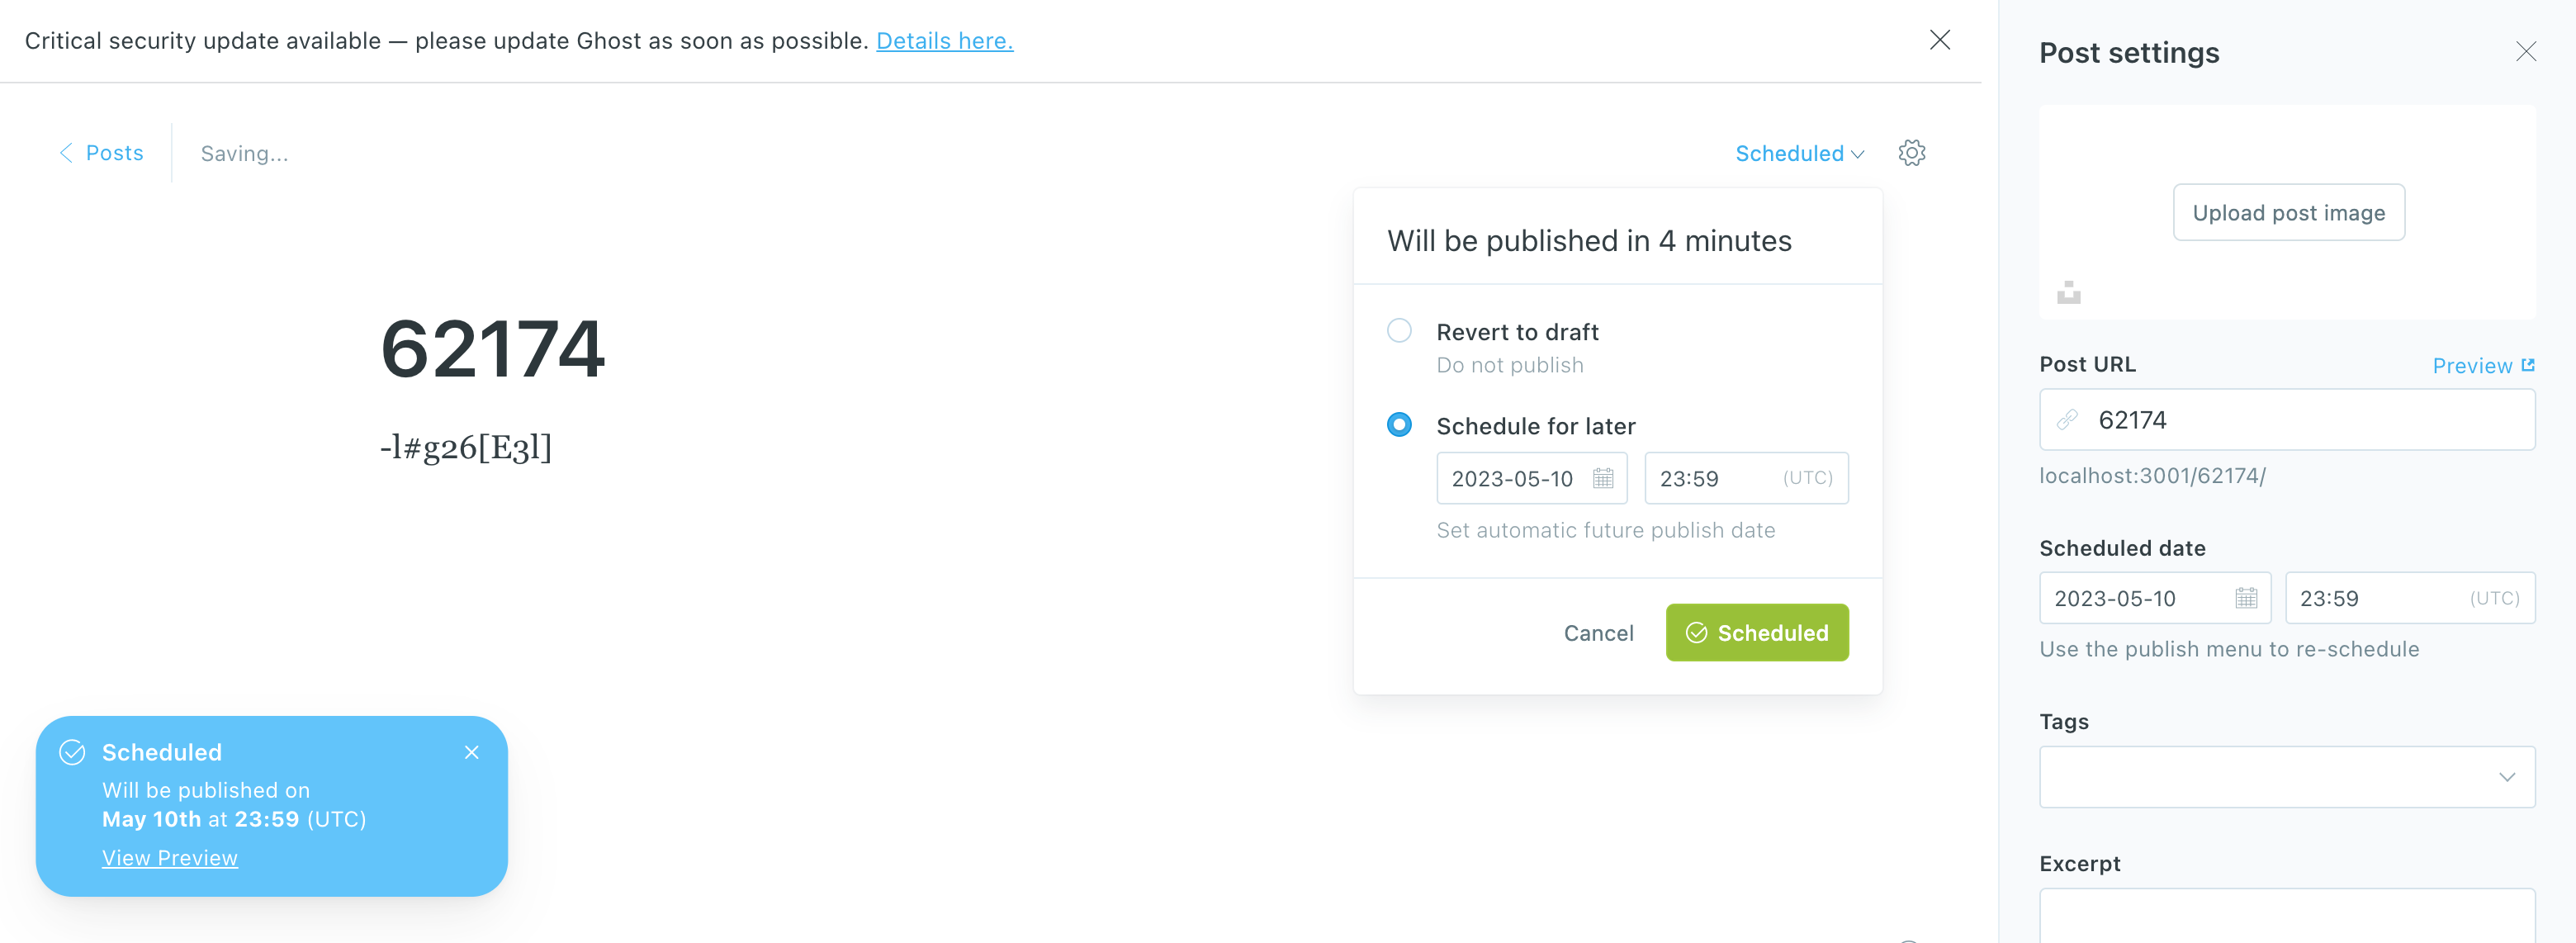 Critical security update available — please update Ghost as soon as possible. Details here.
Posts
Saving...
Scheduled
62174
-l#g26[E3l]
Will be published in 4 minutes
Revert to draft
Do not publish
Schedule for later
2023-05-10
23:59 (UTC)
Set automatic future publish date
Cancel
Scheduled
Scheduled
Will be published on
May 10th at 23:59 (UTC)
View Preview
Post settings
Upload post image
Post URL
Preview
62174
localhost:3001/62174/
Scheduled date
2023-05-10
23:59 (UTC)
Use the publish menu to re-schedule
Tags
Excerpt